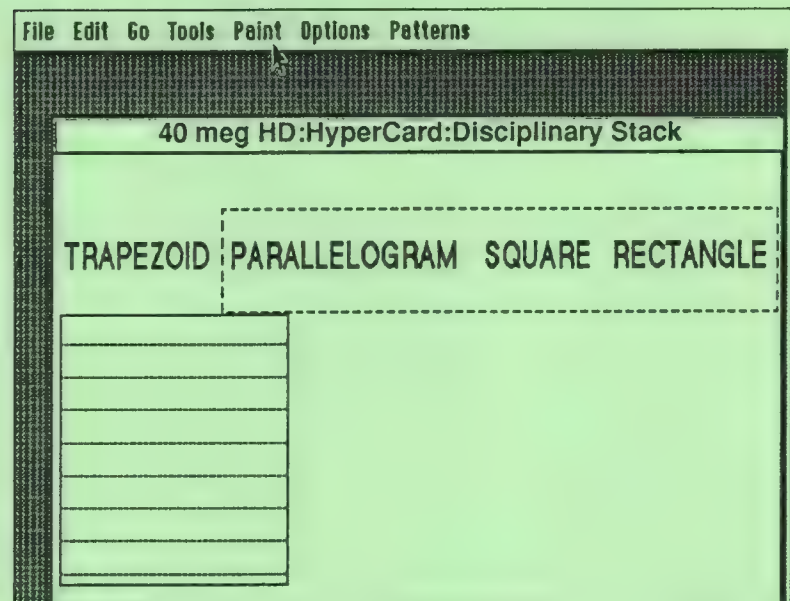 File Edit Go Tools Paint Options Patterns
40 meg HD:HyperCard:Disciplinary Stack
TRAPEZOID PARALLELOGRAM SQUARE RECTANGLE